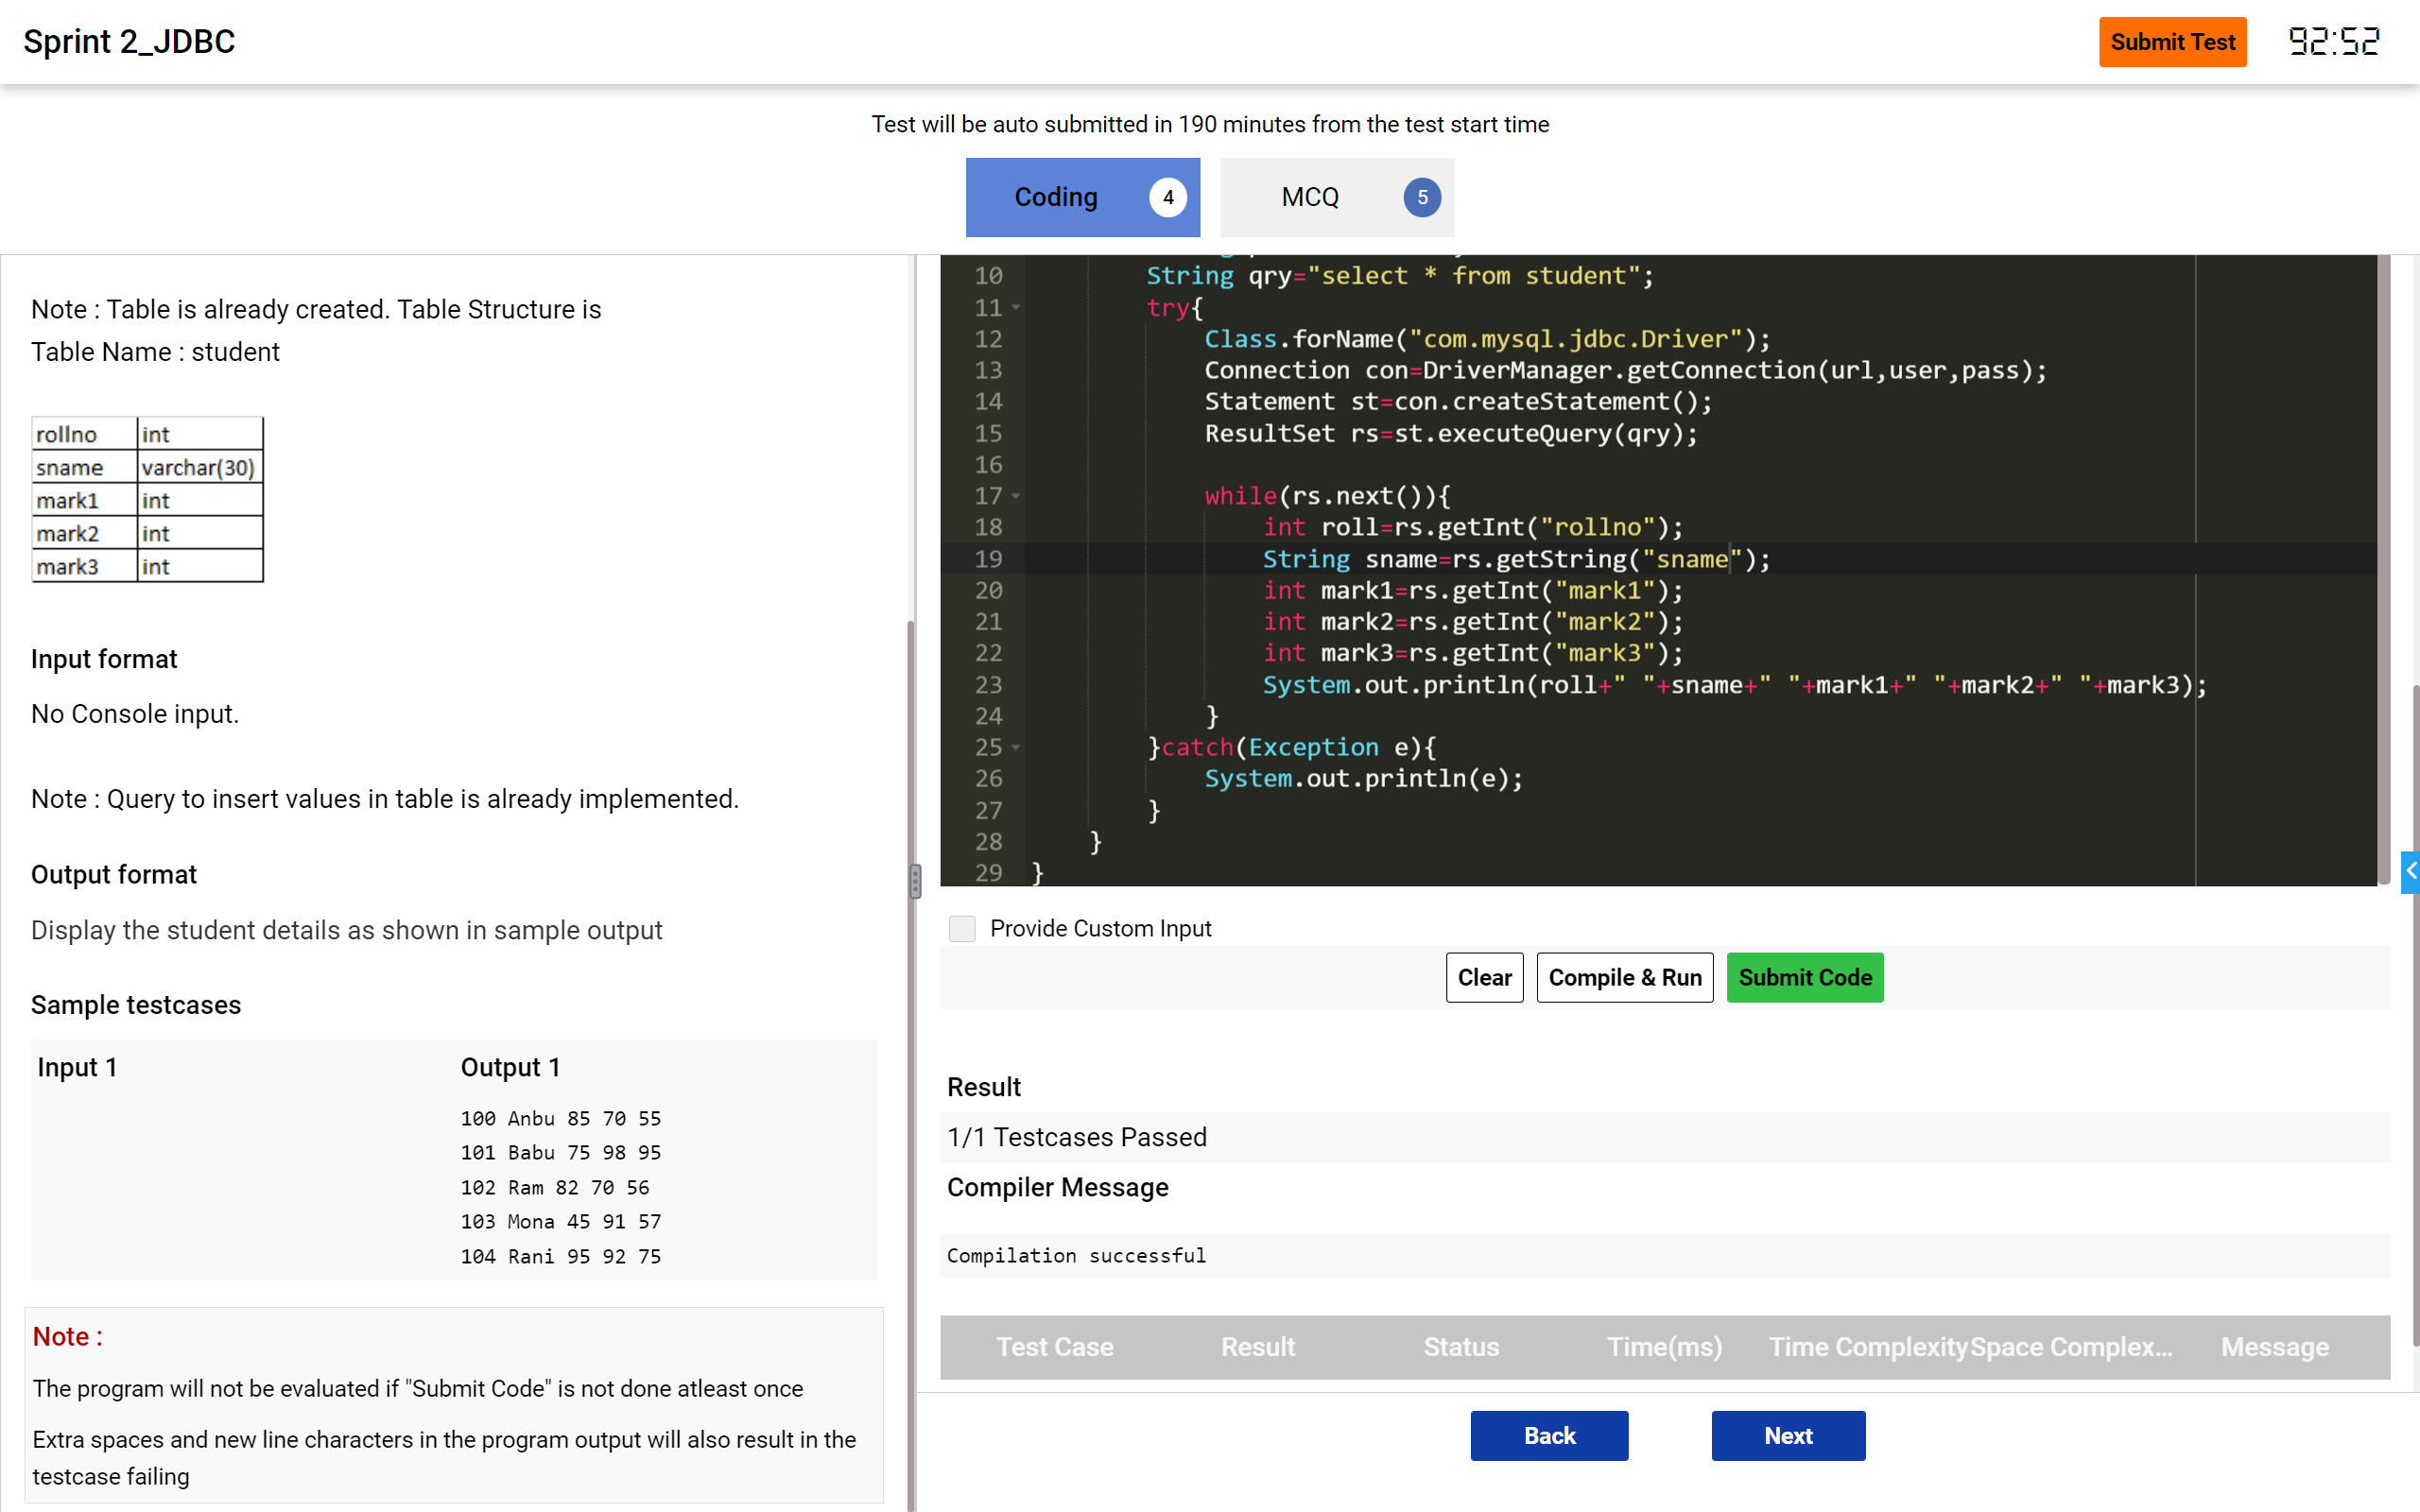 Sprint 2_JDBC
Submit Test
92:52
Test will be auto submitted in 190 minutes from the test start time
Coding 4
MCQ 5
Note : Table is already created. Table Structure is
Table Name : student
rollno int
sname varchar(30)
mark1 int
mark2 int
mark3 int
Input format
No Console input.
Note : Query to insert values in table is already implemented.
Output format
Display the student details as shown in sample output
Sample testcases
Input 1 Output 1
100 Anbu 85 70 55
101 Babu 75 98 95
102 Ram 82 70 56
103 Mona 45 91 57
104 Rani 95 92 75
Note :
The program will not be evaluated if "Submit Code" is not done atleast once
Extra spaces and new line characters in the program output will also result in the
testcase failing
10 String qry="select * from student";
11 try{
12 Class.forName("com.mysql.jdbc.Driver");
13 Connection con=DriverManager.getConnection(url,user,pass);
14 Statement st=con.createStatement();
15 ResultSet rs=st.executeQuery(qry);
16
17 while(rs.next()){
18 int roll=rs.getInt("rollno");
19 String sname=rs.getString("sname");
20 int mark1=rs.getInt("mark1");
21 int mark2=rs.getInt("mark2");
22 int mark3=rs.getInt("mark3");
23 System.out.println(roll+" "+sname+" "+mark1+" "+mark2+" "+mark3);
24 }
25 }catch(Exception e){
26 System.out.println(e);
27 }
28 }
29 }
Provide Custom Input
Clear
Compile & Run
Submit Code
Result
1/1 Testcases Passed
Compiler Message
Compilation successful
Test Case Result Status Time(ms) Time Complexity Space Complex... Message
Back
Next